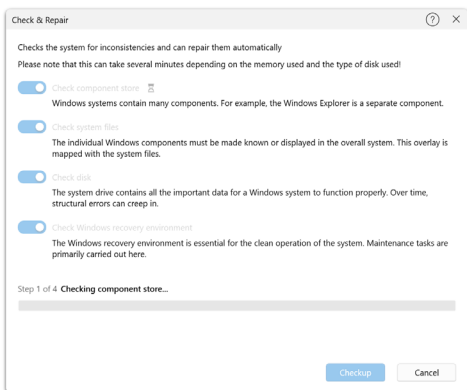 Check & Repair
Checks the system for inconsistencies and can repair them automatically
Please note that this can take several minutes depending on the memory used and the type of disk used!
Check component store
Windows systems contain many components. For example, the Windows Explorer is a separate component.
Check system files
The individual Windows components must be made known or displayed in the overall system. This overlay is
mapped with the system files.
Check disk
The system drive contains all the important data for a Windows system to function properly. Over time,
structural errors can creep in.
Check Windows recovery environment
The Windows recovery environment is essential for the clean operation of the system. Maintenance tasks are
primarily carried out here.
Step 1 of 4 Checking component store...
Checkup Cancel